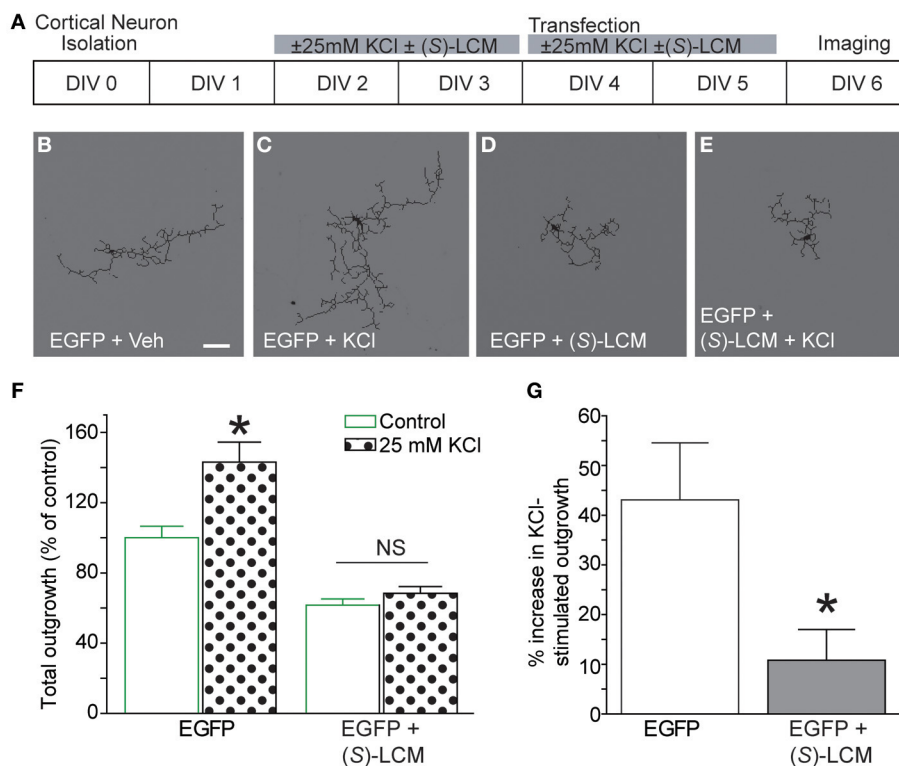 A
Cortical Neuron
Isolation
Transfection
±25mM KCl ± (S)-LCM
±25mM KCl ±(S)-LCM
Imaging
DIV 0
DIV 1
DIV 2
DIV 3
DIV 4
DIV 5
DIV 6
B
EGFP + Veh
C
EGFP + KCl
D
EGFP + (S)-LCM
E
EGFP +
(S)-LCM + KCl
F
Total outgrowth (% of control)
160
120
80
40
0
*
NS
Control
25 mM KCl
EGFP
EGFP +
(S)-LCM
G
% increase in KCl-
stimulated outgrowth
60
50
40
30
20
10
0
*
EGFP
EGFP +
(S)-LCM